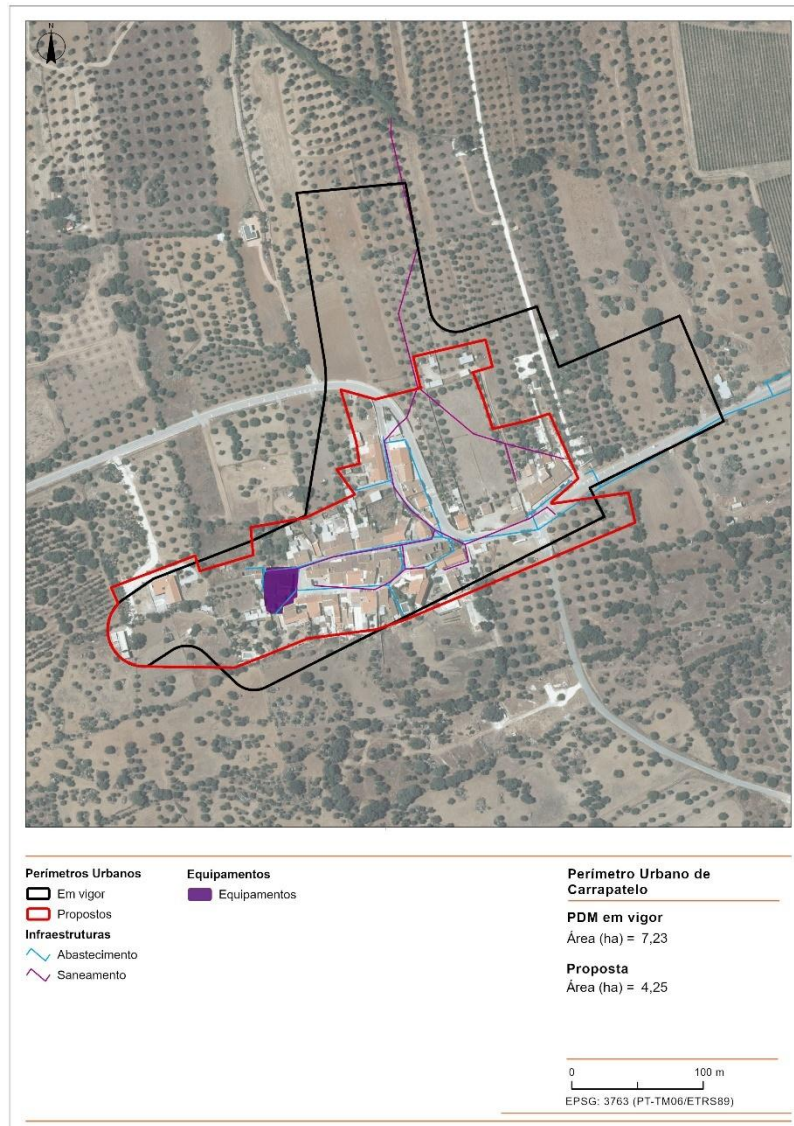 N
Perímetros Urbanos
Em vigor
Propostos
Infraestruturas
Abastecimento
Saneamento
Equipamentos
Equipamentos
Perímetro Urbano de
Carrapatelo
PDM em vigor
Área (ha) = 7,23
Proposta
Área (ha) = 4,25
0 100 m
EPSG: 3763 (PT-TM06/ETRS89)